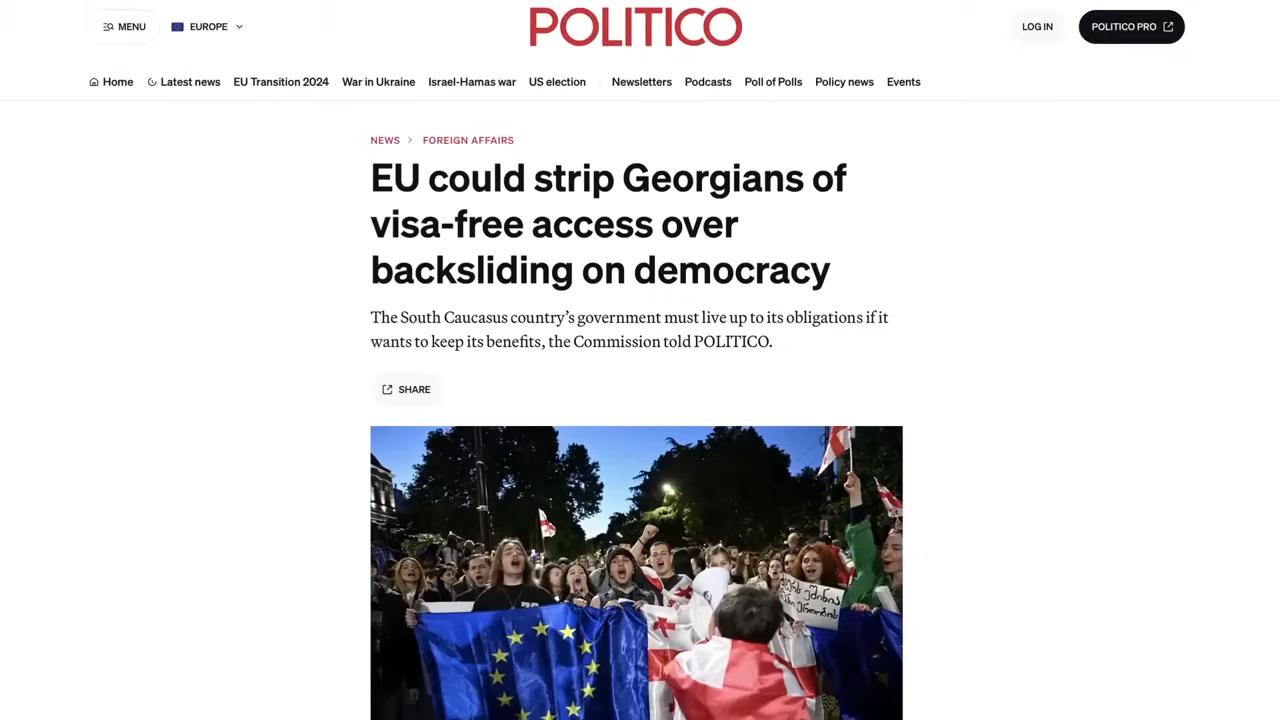 MENU
EUROPE
POLITICO
LOG IN
POLITICO PRO
Home
Latest news
EU Transition 2024
War in Ukraine
Israel-Hamas war
US election
Newsletters
Podcasts
Poll of Polls
Policy news
Events
NEWS
FOREIGN AFFAIRS
EU could strip Georgians of
visa-free access over
backsliding on democracy
The South Caucasus country’s government must live up to its obligations if it
wants to keep its benefits, the Commission told POLITICO.
SHARE